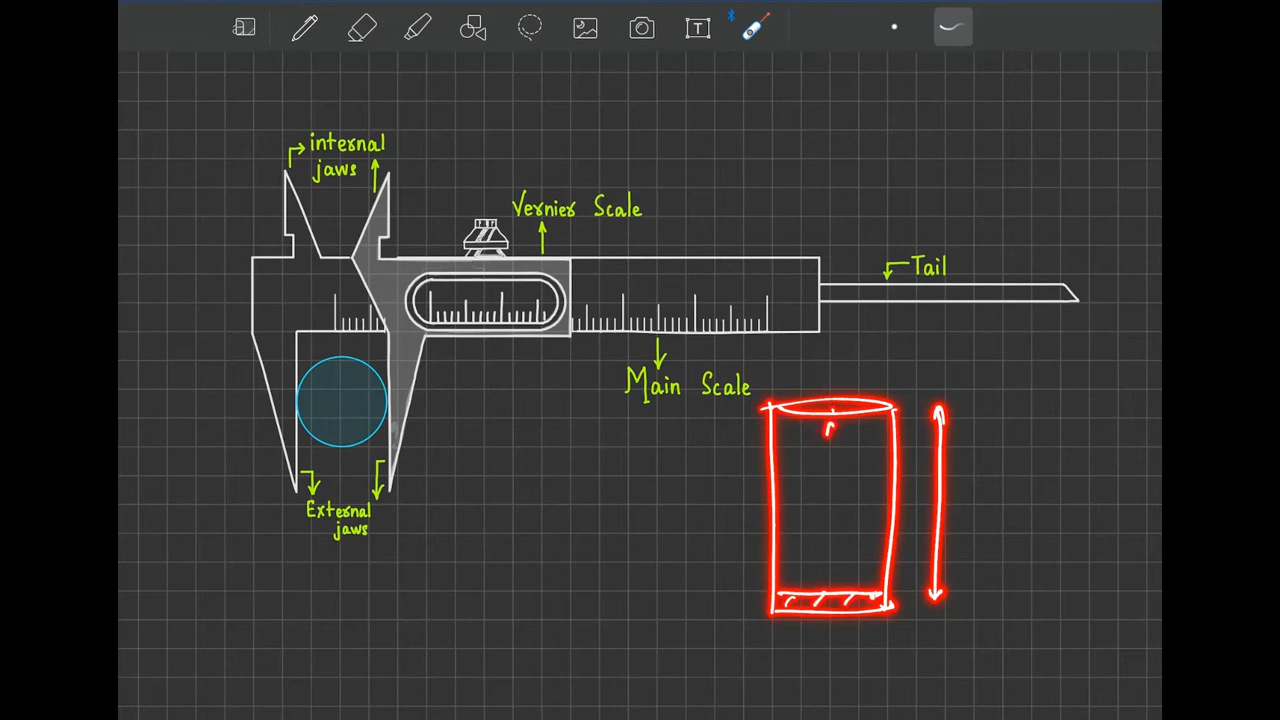 T
internal
jaws
Vernier Scale
Tail
Main Scale
r
External
jaws